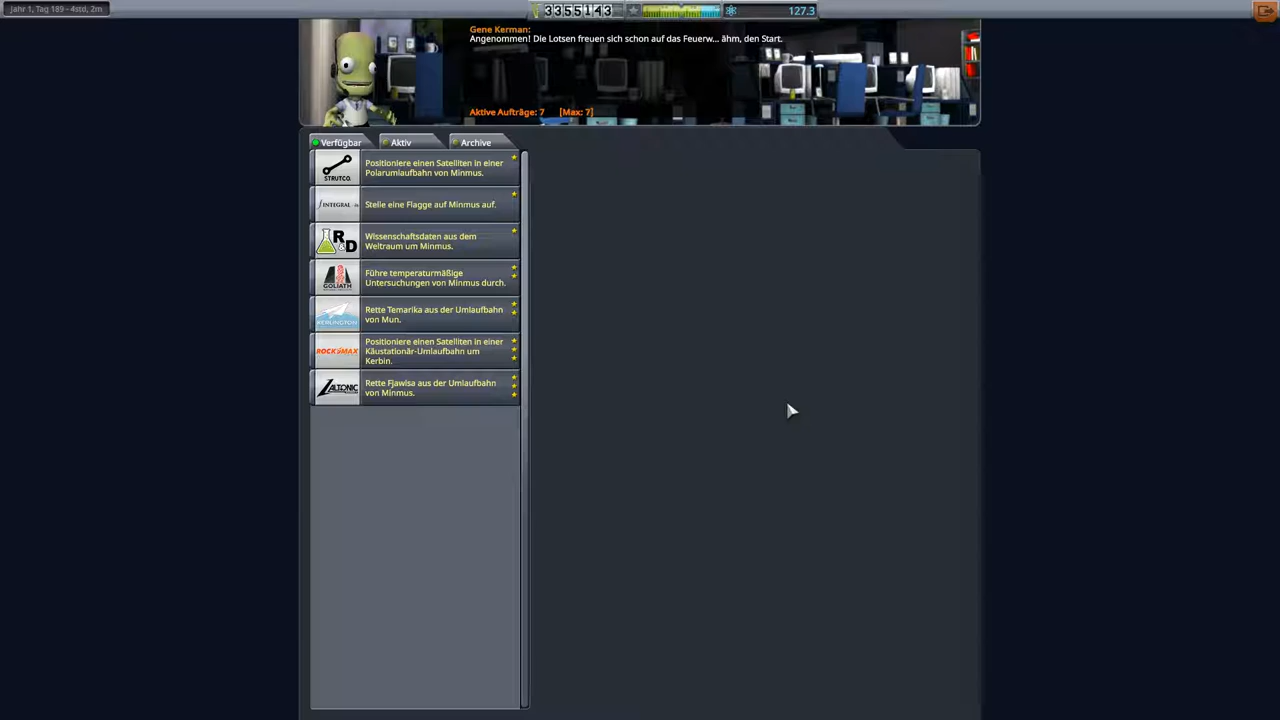 Jahr 1, Tag 189 - 4std, 2m
3355143
127.3
Gene Kerman:
Angenommen! Die Lotsen freuen sich schon auf das Feuerw... ähm, den Start.
Aktive Aufträge: 7 [Max: 7]
Verfügbar
Aktiv
Archive
STRUTCO.
Positioniere einen Satelliten in einer
Polarumlaufbahn von Minmus.
INTEGRAL
Stelle eine Flagge auf Minmus auf.
R&D
Wissenschaftsdaten aus dem
Weltraum um Minmus.
GOLIATH
Führe temperaturmäßige
Untersuchungen von Minmus durch.
KERLINGTON
Rette Temarika aus der Umlaufbahn
von Mun.
ROCKOMAX
Positioniere einen Satelliten in einer
Käustationär-Umlaufbahn um
Kerbin.
ZALTONIC
Rette Fjawisa aus der Umlaufbahn
von Minmus.